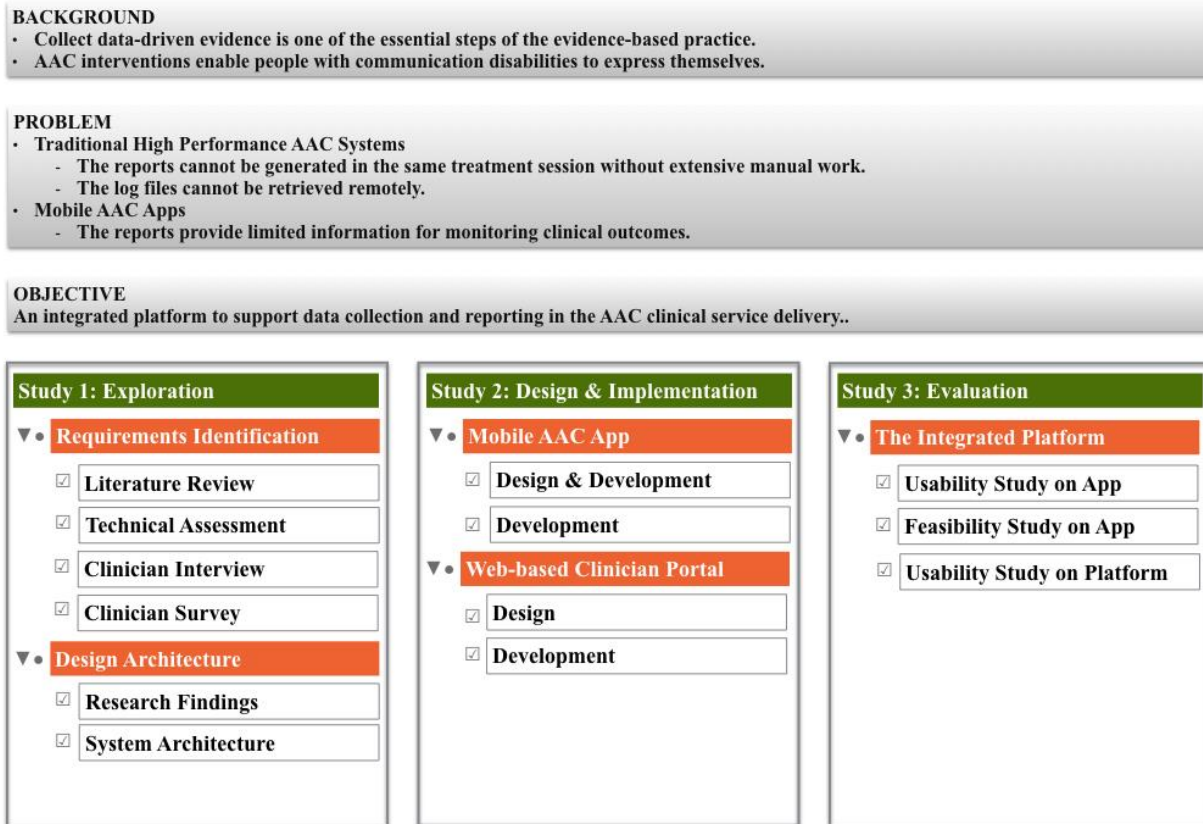 BACKGROUND
• Collect data-driven evidence is one of the essential steps of the evidence-based practice.
• AAC interventions enable people with communication disabilities to express themselves.
PROBLEM
• Traditional High Performance AAC Systems
- The reports cannot be generated in the same treatment session without extensive manual work.
- The log files cannot be retrieved remotely.
• Mobile AAC Apps
- The reports provide limited information for monitoring clinical outcomes.
OBJECTIVE
An integrated platform to support data collection and reporting in the AAC clinical service delivery..
Study 1: Exploration
Requirements Identification
Literature Review
Technical Assessment
Clinician Interview
Clinician Survey
Design Architecture
Research Findings
System Architecture
Study 2: Design & Implementation
Mobile AAC App
Design & Development
Development
Web-based Clinician Portal
Design
Development
Study 3: Evaluation
The Integrated Platform
Usability Study on App
Feasibility Study on App
Usability Study on Platform